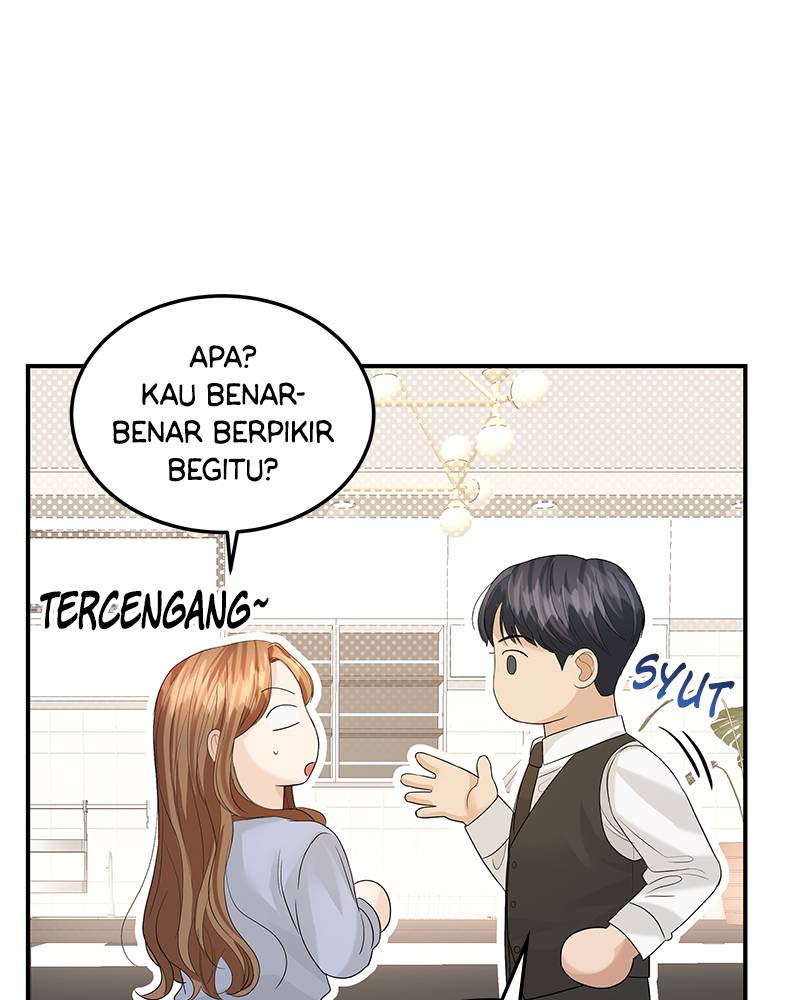 APA?
KAU BENAR-
BENAR BERPIKIR
BEGITU?
TERCENGANG~
SYUT